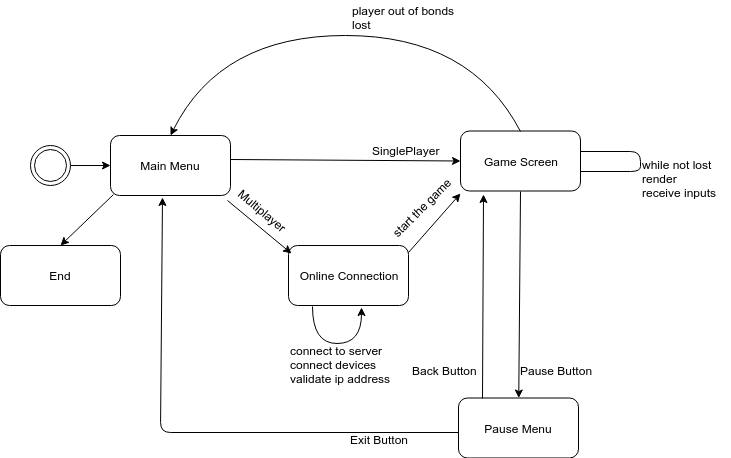 player out of bonds
lost
SinglePlayer
Main Menu
Game Screen
while not lost
render
receive inputs
Multiplayer
start the game
End
Online Connection
connect to server
connect devices
validate ip address
Back Button
Pause Button
Pause Menu
Exit Button